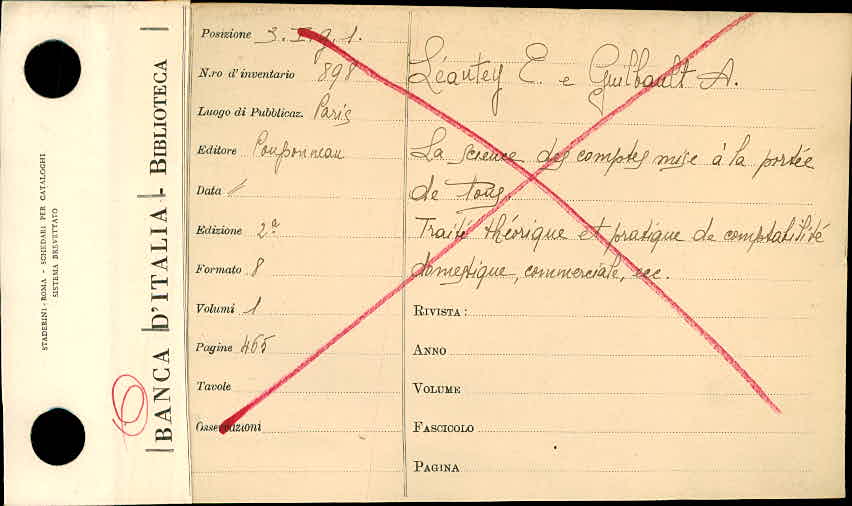 STADERINI - ROMA - SCHEDARI PER CATALOGHI
SISTEMA BREVETTATO
BANCA D'ITALIA - BIBLIOTECA
Posizione 3. I. g. 1.
N.ro d'inventario 898
Luogo di Pubblicaz. Paris
Editore Pousponneau
Data //
Edizione 2ª
Formato 8
Volumi 1
Pagine 465
Tavole
Osservazioni
Léautey E. e Guilbault A.
La science des comptes mise à la portée
de tous.
Traité théorique et pratique de comptabilité
domestique, commerciale, ecc.
RIVISTA:
ANNO
VOLUME
FASCICOLO
PAGINA